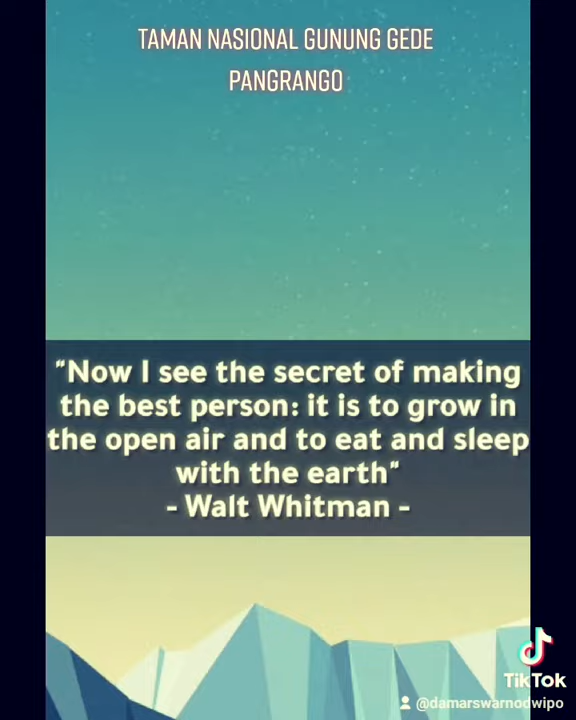 TAMAN NASIONAL GUNUNG GEDE
PANGRANGO
"Now I see the secret of making
the best person: it is to grow in
the open air and to eat and sleep
with the earth"
- Walt Whitman -
TikTok
@damarswarnodwipo